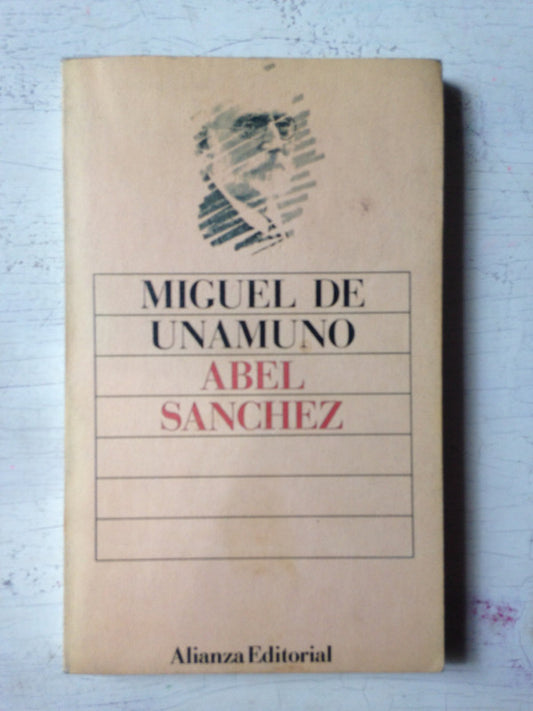 MIGUEL DE
UNAMUNO
ABEL
SANCHEZ
Alianza Editorial